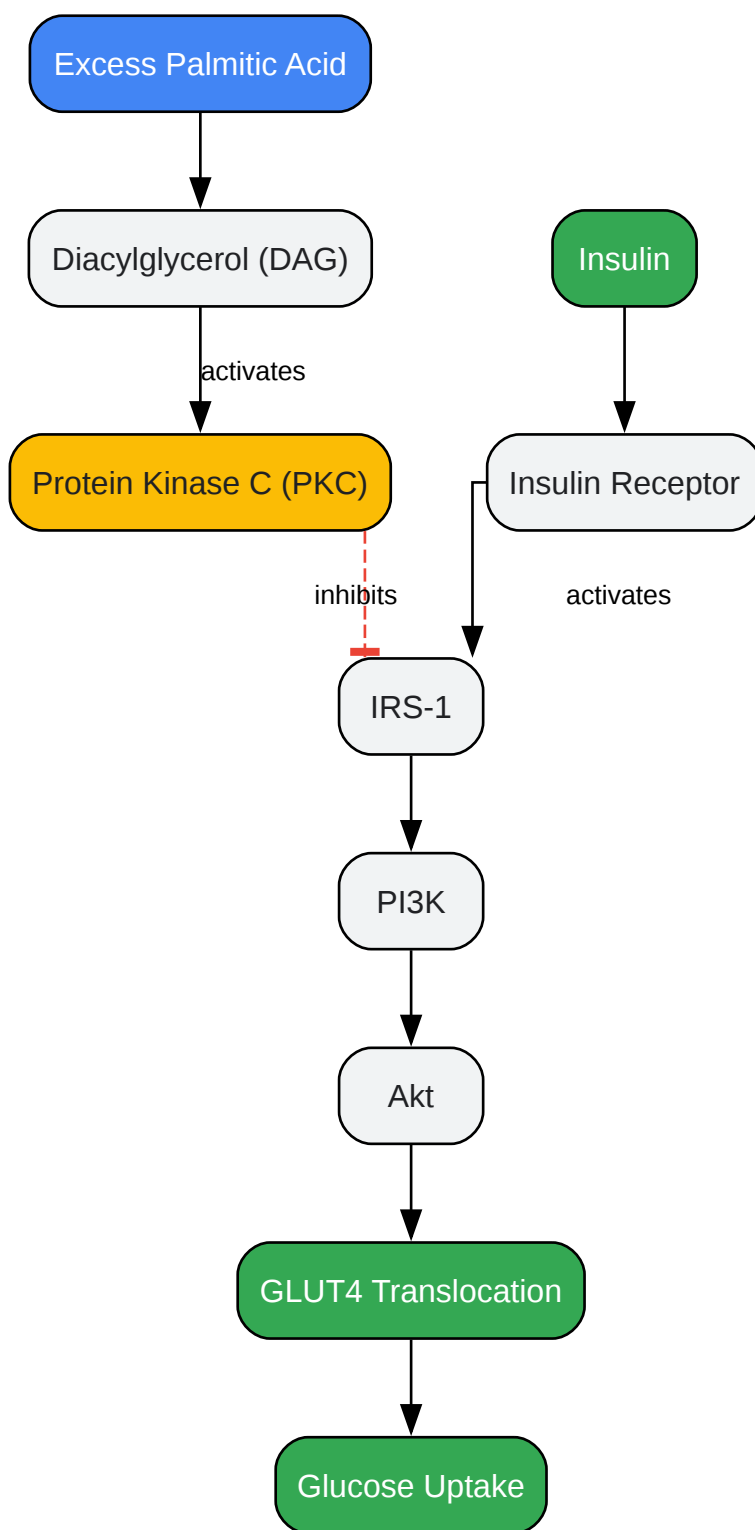 Excess Palmitic Acid
Diacylglycerol (DAG)
Insulin
activates
Protein Kinase C (PKC)
Insulin Receptor
inhibits
activates
IRS-1
PI3K
Akt
GLUT4 Translocation
Glucose Uptake